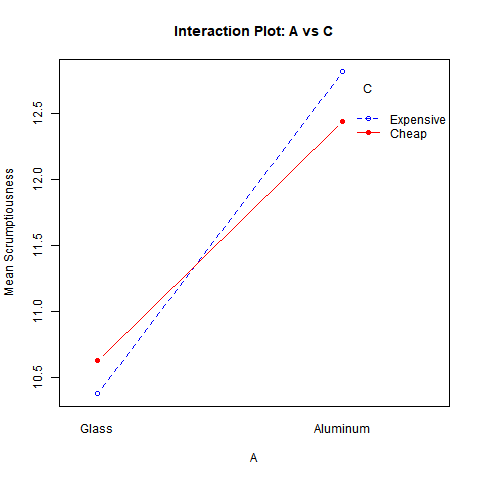 Interaction Plot: A vs C
Mean Scrumptiousness
12.5
12.0
11.5
11.0
10.5
C
Expensive
Cheap
Glass
Aluminum
A